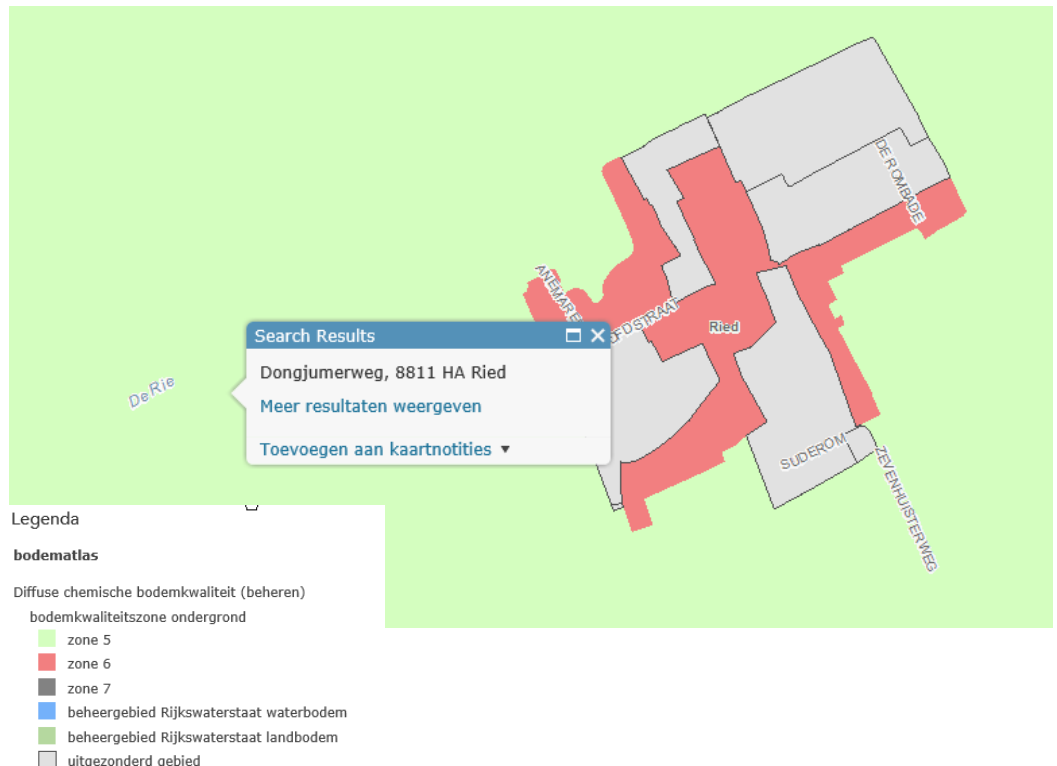 DE ROMBADE
ANEMARE
OFDSTRAAT
Ried
Search Results
Dongjumerweg, 8811 HA Ried
Meer resultaten weergeven
Toevoegen aan kaartnotities
De Rie
SUDEROM
ZEVENHUISTERWEG
Legenda
bodematlas
Diffuse chemische bodemkwaliteit (beheren)
bodemkwaliteitszone ondergrond
zone 5
zone 6
zone 7
beheergebied Rijkswaterstaat waterbodem
beheergebied Rijkswaterstaat landbodem
uitgezonderd gebied